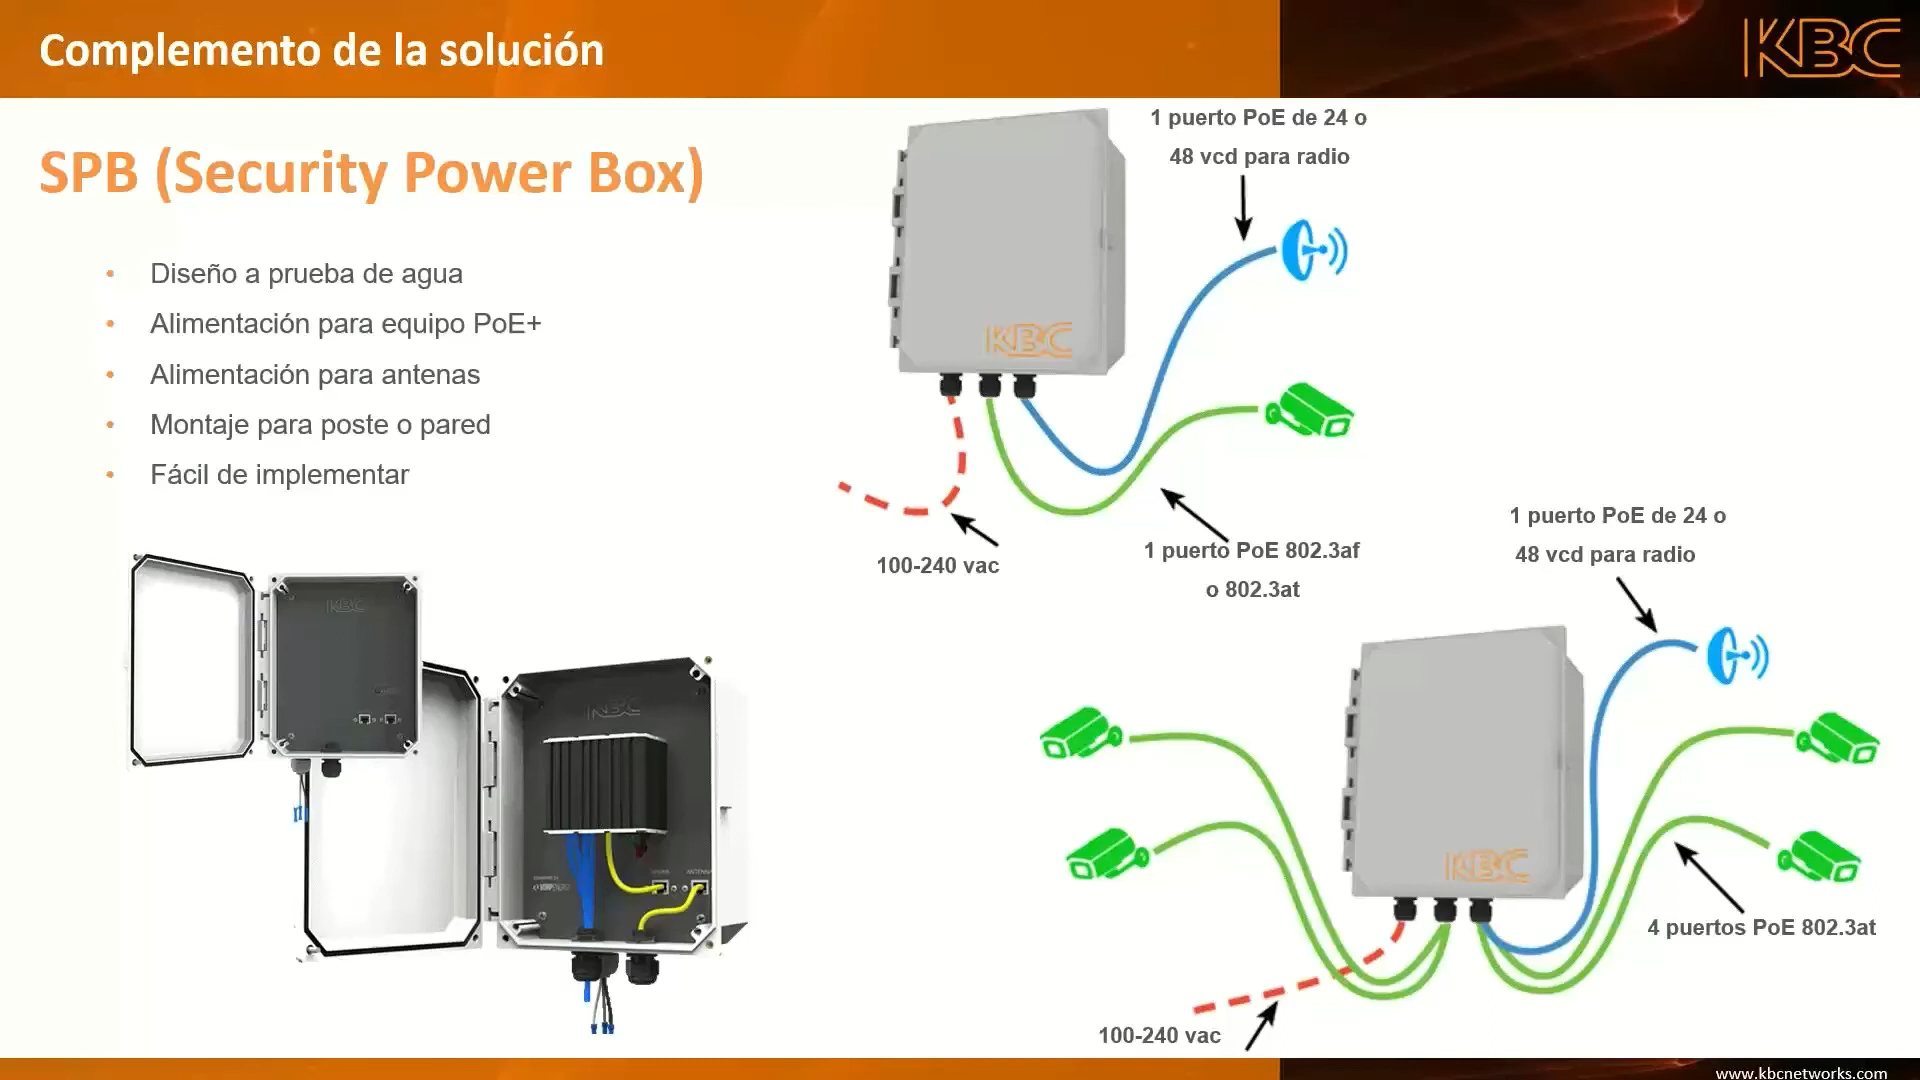 Complemento de la solución
KBC
SPB (Security Power Box)
• Diseño a prueba de agua
• Alimentación para equipo PoE+
• Alimentación para antenas
• Montaje para poste o pared
• Fácil de implementar
1 puerto PoE de 24 o
48 vcd para radio
KBC
100-240 vac
1 puerto PoE 802.3af
o 802.3at
KBC
KBC
ANTENNA
1 puerto PoE de 24 o
48 vcd para radio
KBC
4 puertos PoE 802.3at
100-240 vac
www.kbcnetworks.com